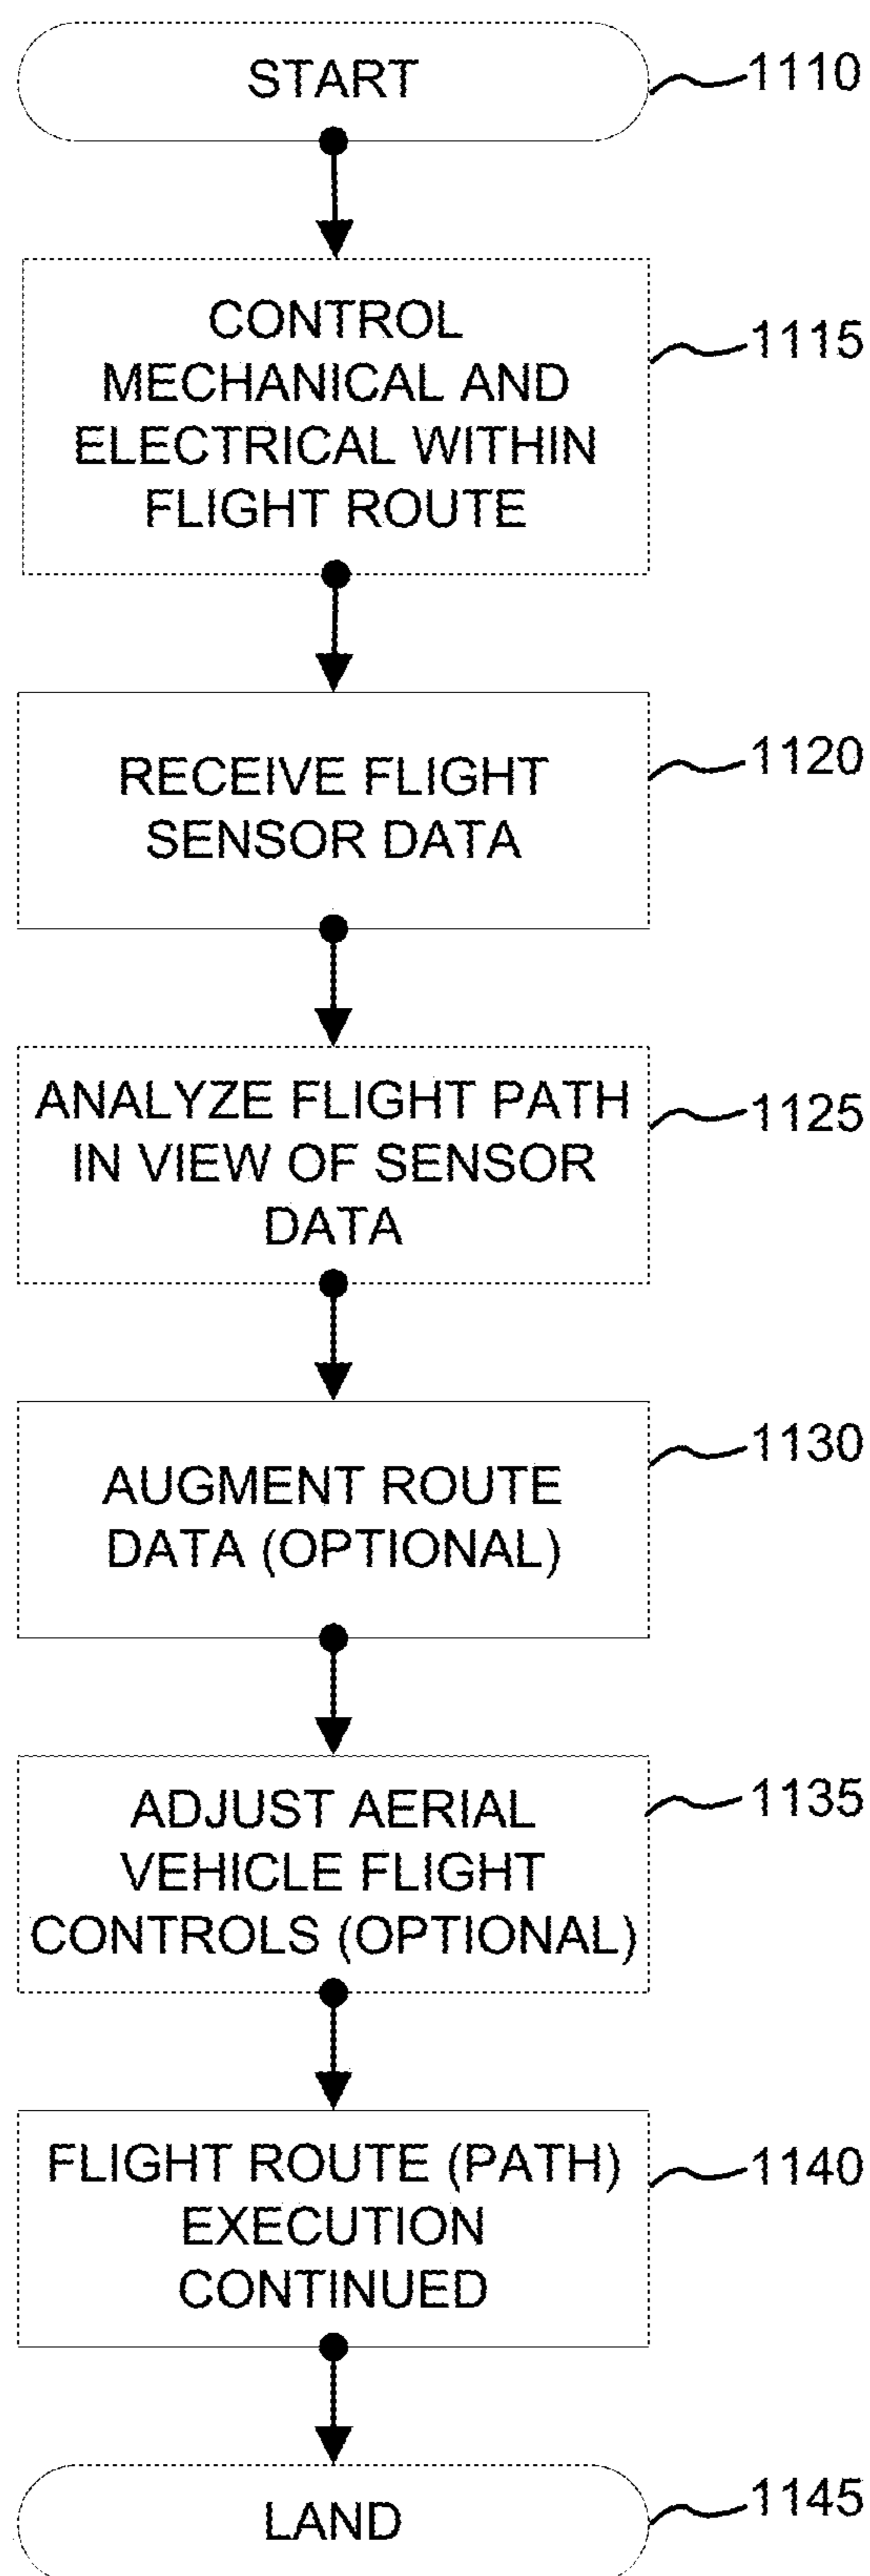 START
1110
CONTROL
MECHANICAL AND
ELECTRICAL WITHIN
FLIGHT ROUTE
1115
RECEIVE FLIGHT
SENSOR DATA
1120
ANALYZE FLIGHT PATH
IN VIEW OF SENSOR
DATA
1125
AUGMENT ROUTE
DATA (OPTIONAL)
1130
ADJUST AERIAL
VEHICLE FLIGHT
CONTROLS (OPTIONAL)
1135
FLIGHT ROUTE (PATH)
EXECUTION
CONTINUED
1140
LAND
1145